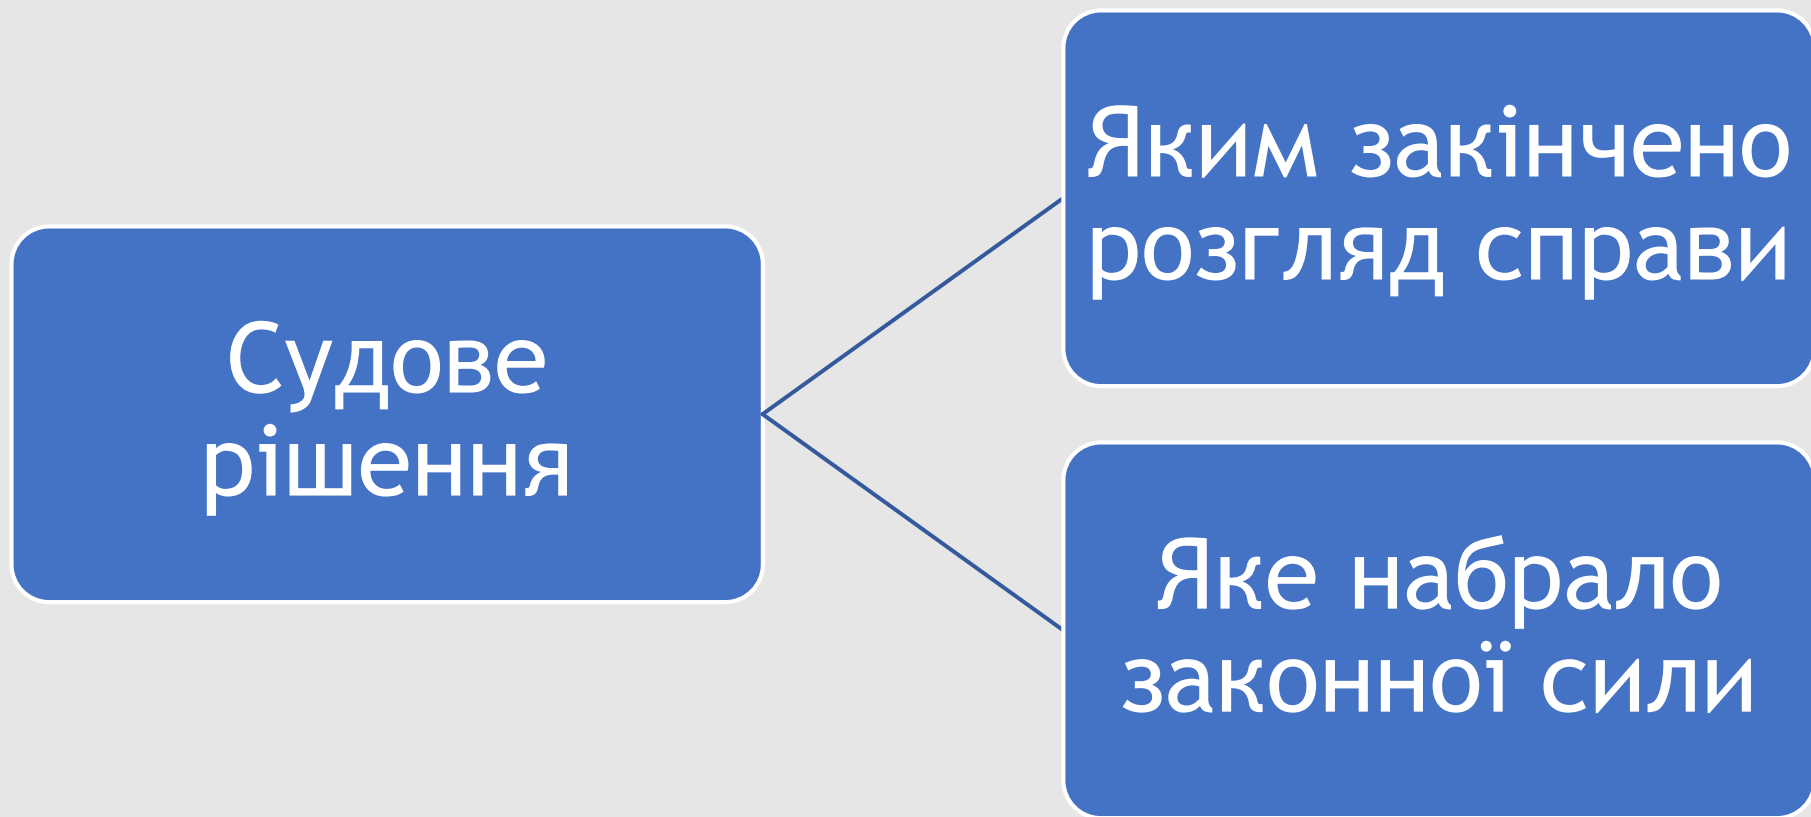 Судове
рішення
Яким закінчено
розгляд справи
Яке набрало
законної сили